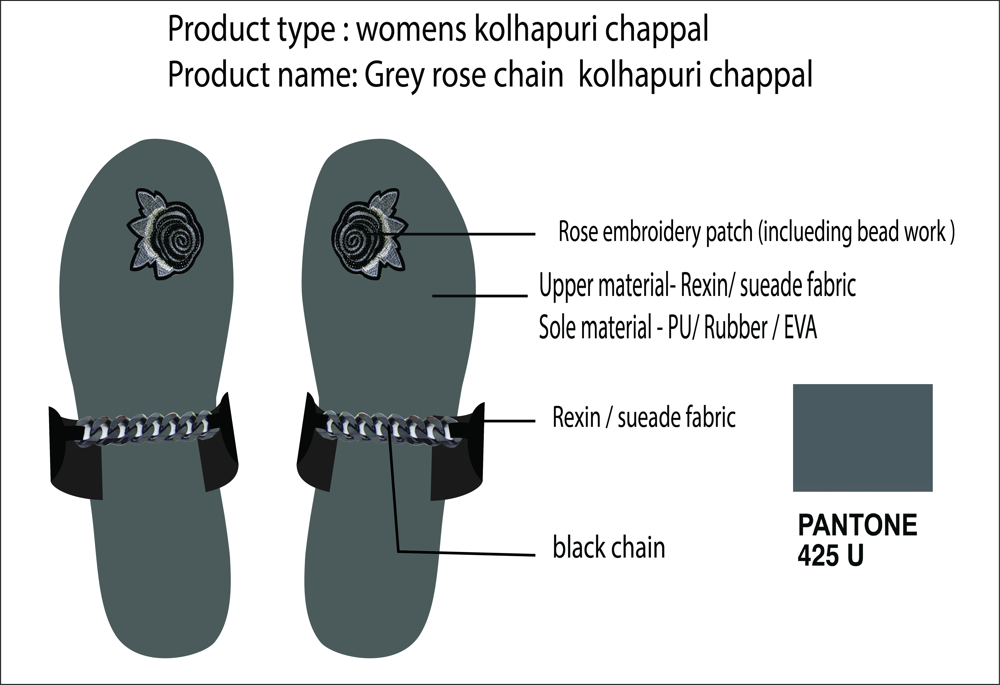 Product type : womens kolhapuri chappal
Product name: Grey rose chain kolhapuri chappal
Rose embroidery patch (inclueding bead work )
Upper material- Rexin/ sueade fabric
Sole material - PU/ Rubber / EVA
Rexin / sueade fabric
black chain
PANTONE
425 U